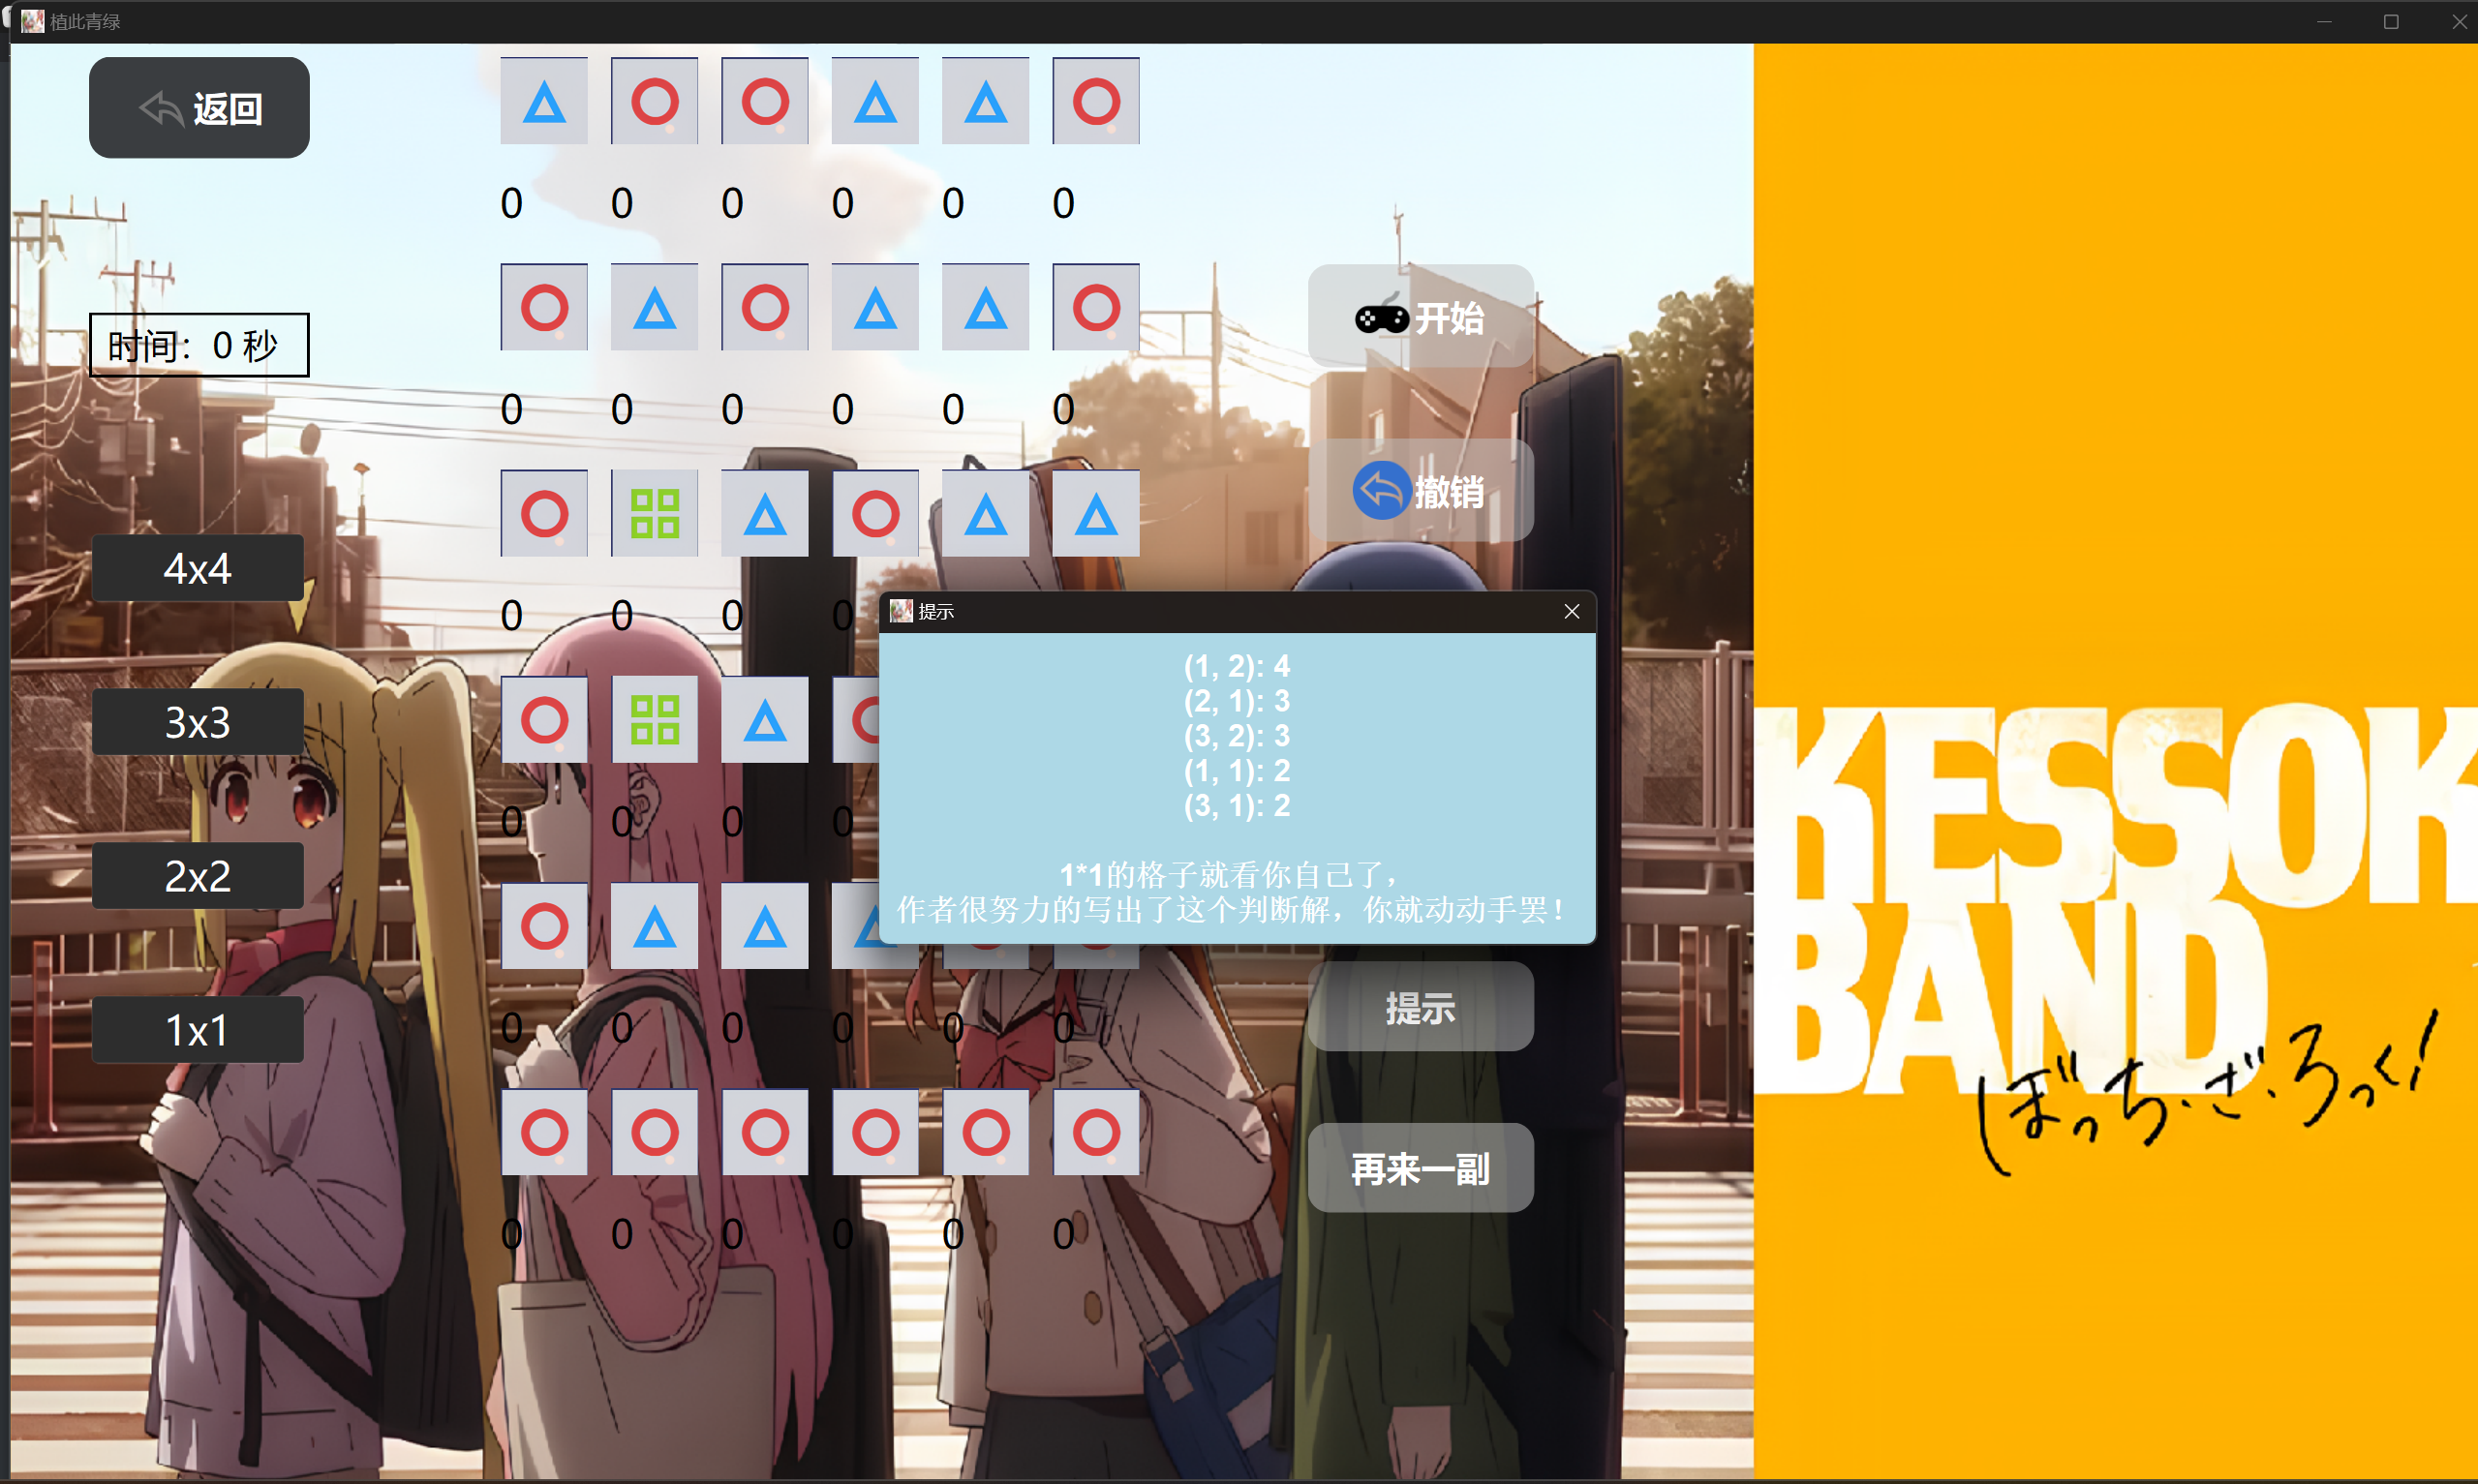 植此青绿
返回
0 0 0 0 0 0
时间：0 秒
开始
0 0 0 0 0 0
撤销
4x4
0 0 0 0
提示
(1, 2): 4
(2, 1): 3
(3, 2): 3
(1, 1): 2
(3, 1): 2
1*1的格子就看你自己了，
作者很努力的写出了这个判断解，你就动动手罢！
3x3
0 0 0 0
2x2
1x1
0 0 0 0 0 0
提示
再来一副
0 0 0 0 0 0
KESSOK
BAND
ぼっち・ざ・ろっく！